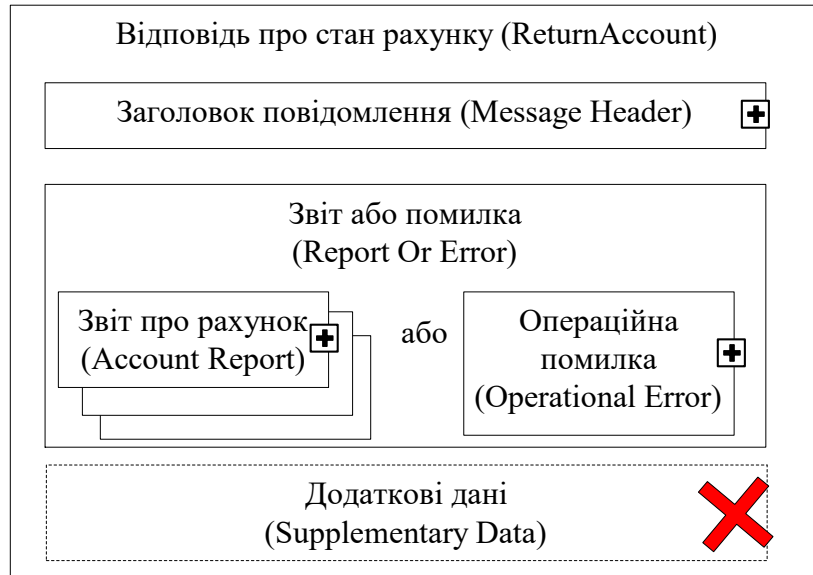 Відповідь про стан рахунку (ReturnAccount)
Заголовок повідомлення (Message Header)
Звіт або помилка
(Report Or Error)
Звіт про рахунок
(Account Report)
або
Операційна
помилка
(Operational Error)
Додаткові дані
(Supplementary Data)